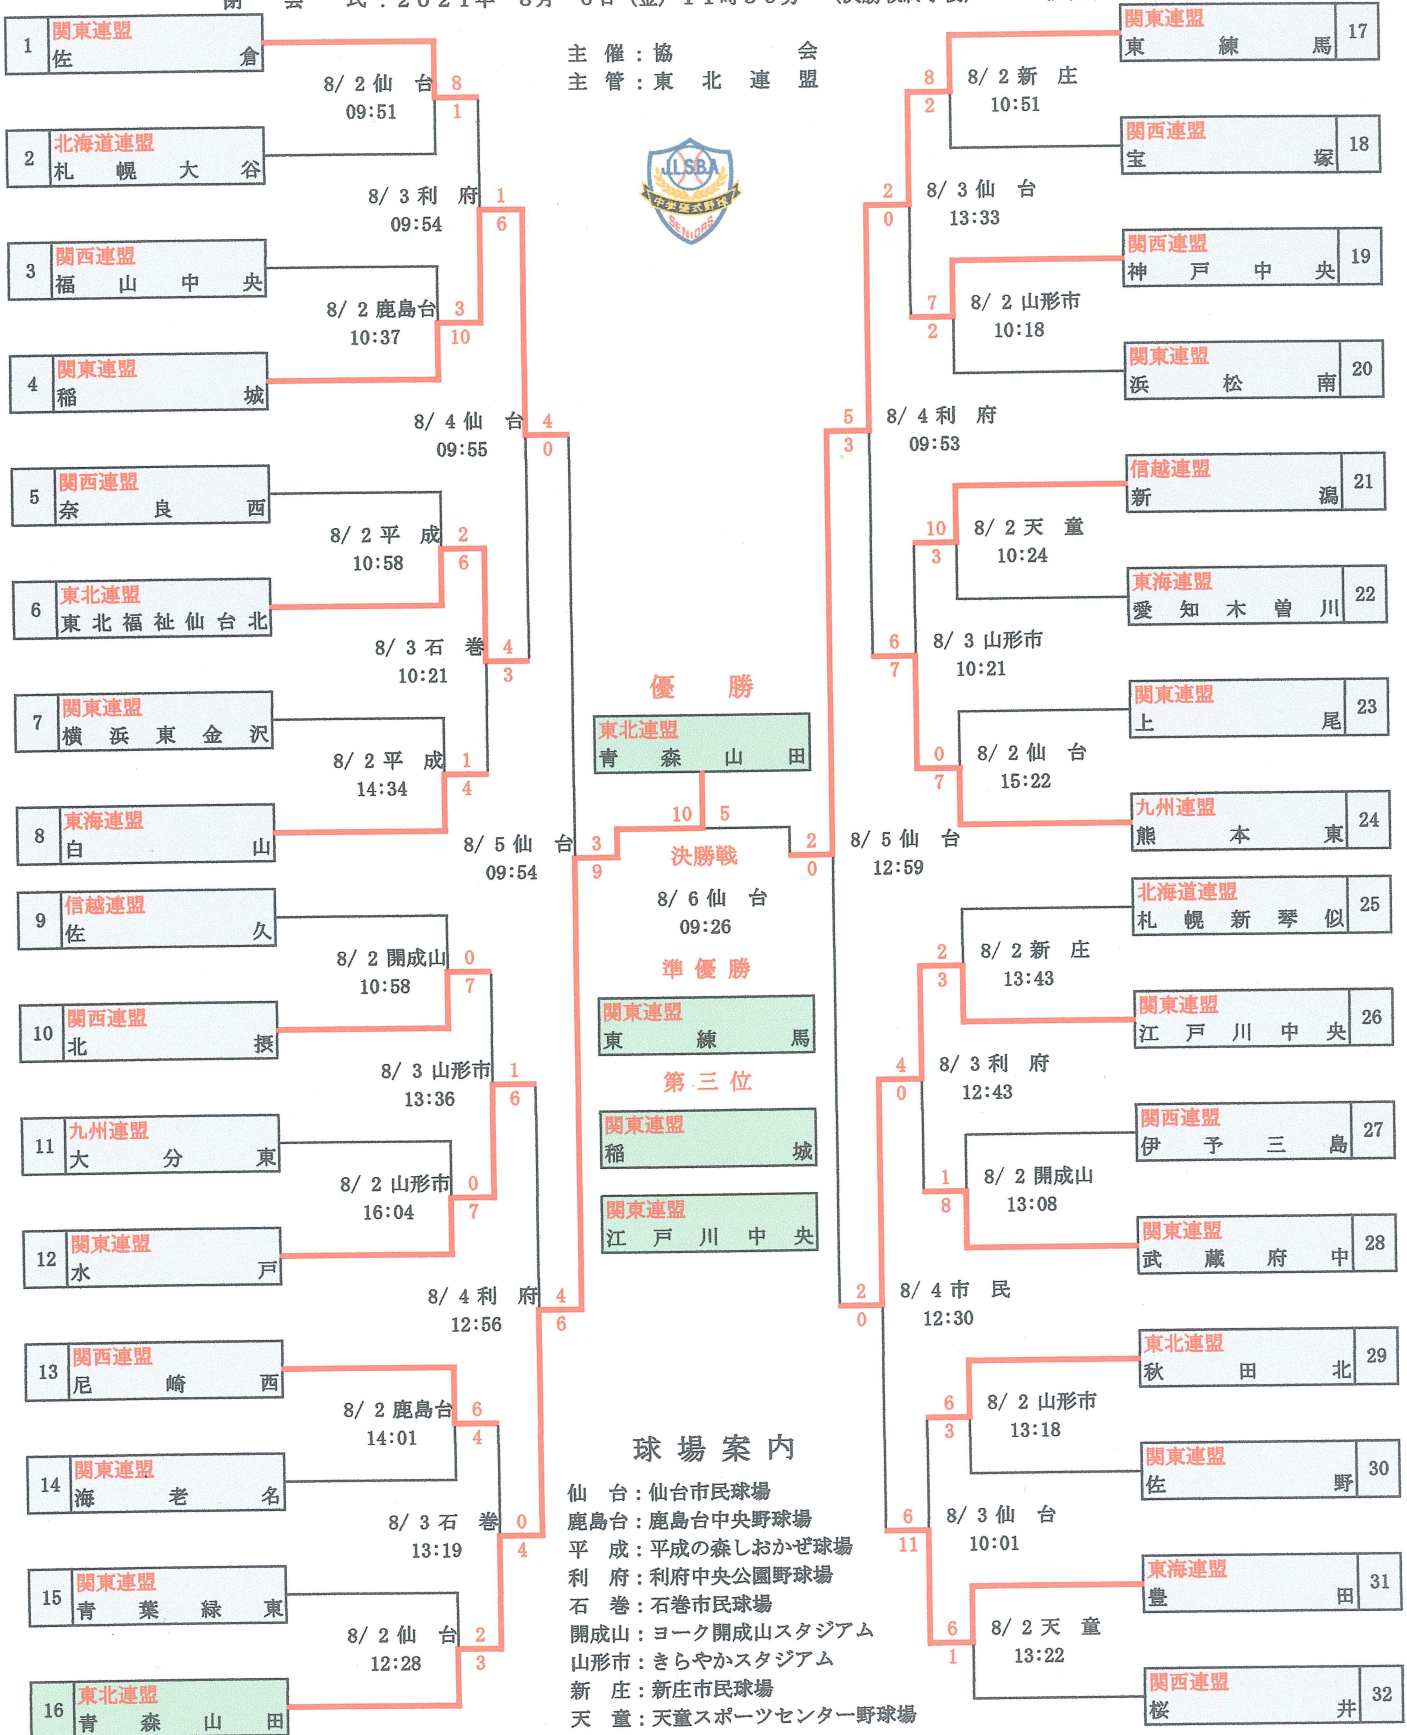 謝　会　式：2021年　8月　6日（金）11時35分　（決勝戦終了後）
主　催：協　会
主　管：東　北　連　盟
JLSBA
中学硬式野球
SENIORS
1 関東連盟
佐倉
8/ 2 仙　台
09:51
8
1
2 北海道連盟
札幌大谷
8/ 3 利　府
09:54
1
6
3 関西連盟
福山中央
8/ 2 鹿島台
10:37
3
10
4 関東連盟
稲城
8/ 4 仙　台
09:55
4
0
5 関西連盟
奈良西
8/ 2 平　成
10:58
2
6
6 東北連盟
東北福祉仙台北
8/ 3 石　巻
10:21
4
3
7 関東連盟
横浜東金沢
8/ 2 平　成
14:34
1
4
8 東海連盟
白山
8/ 5 仙　台
09:54
3
9
9 信越連盟
佐久
8/ 2 開成山
10:58
0
7
10 関西連盟
北摂
8/ 3 山形市
13:36
1
6
11 九州連盟
大分東
8/ 2 山形市
16:04
0
7
12 関東連盟
水戸
8/ 4 利　府
12:56
4
6
13 関西連盟
尼崎西
8/ 2 鹿島台
14:01
6
4
14 関東連盟
海老名
8/ 3 石　巻
13:19
0
4
15 関東連盟
青葉緑東
8/ 2 仙　台
12:28
2
3
16 東北連盟
青森山田
優　勝
東北連盟
青森山田
10 5
決勝戦
8/ 6 仙　台
09:26
準優勝
関東連盟
東練馬
第三位
関東連盟
稲城
関東連盟
江戸川中央
球場案内
仙　台：仙台市民球場
鹿島台：鹿島台中央野球場
平　成：平成の森しおかぜ球場
利　府：利府中央公園野球場
石　巻：石巻市民球場
開成山：ヨーク開成山スタジアム
山形市：きらやかスタジアム
新　庄：新庄市民球場
天　童：天童スポーツセンター野球場
関東連盟 17
東練馬
8
2
8/ 2 新　庄
10:51
関西連盟 18
宝塚
2
0
8/ 3 仙　台
13:33
関西連盟 19
神戸中央
7
2
8/ 2 山形市
10:18
関東連盟 20
浜松南
5
3
8/ 4 利　府
09:53
信越連盟 21
新潟
10
3
8/ 2 天　童
10:24
東海連盟 22
愛知木曽川
6
7
8/ 3 山形市
10:21
関東連盟 23
上尾
0
7
8/ 2 仙　台
15:22
九州連盟 24
熊本東
2
0
8/ 5 仙　台
12:59
北海道連盟 25
札幌新琴似
2
3
8/ 2 新　庄
13:43
関東連盟 26
江戸川中央
4
0
8/ 3 利　府
12:43
関西連盟 27
伊予三島
1
8
8/ 2 開成山
13:08
関東連盟 28
武蔵府中
2
0
8/ 4 市　民
12:30
東北連盟 29
秋田北
6
3
8/ 2 山形市
13:18
関東連盟 30
佐野
6
11
8/ 3 仙　台
10:01
東海連盟 31
豊田
6
1
8/ 2 天　童
13:22
関西連盟 32
桜井